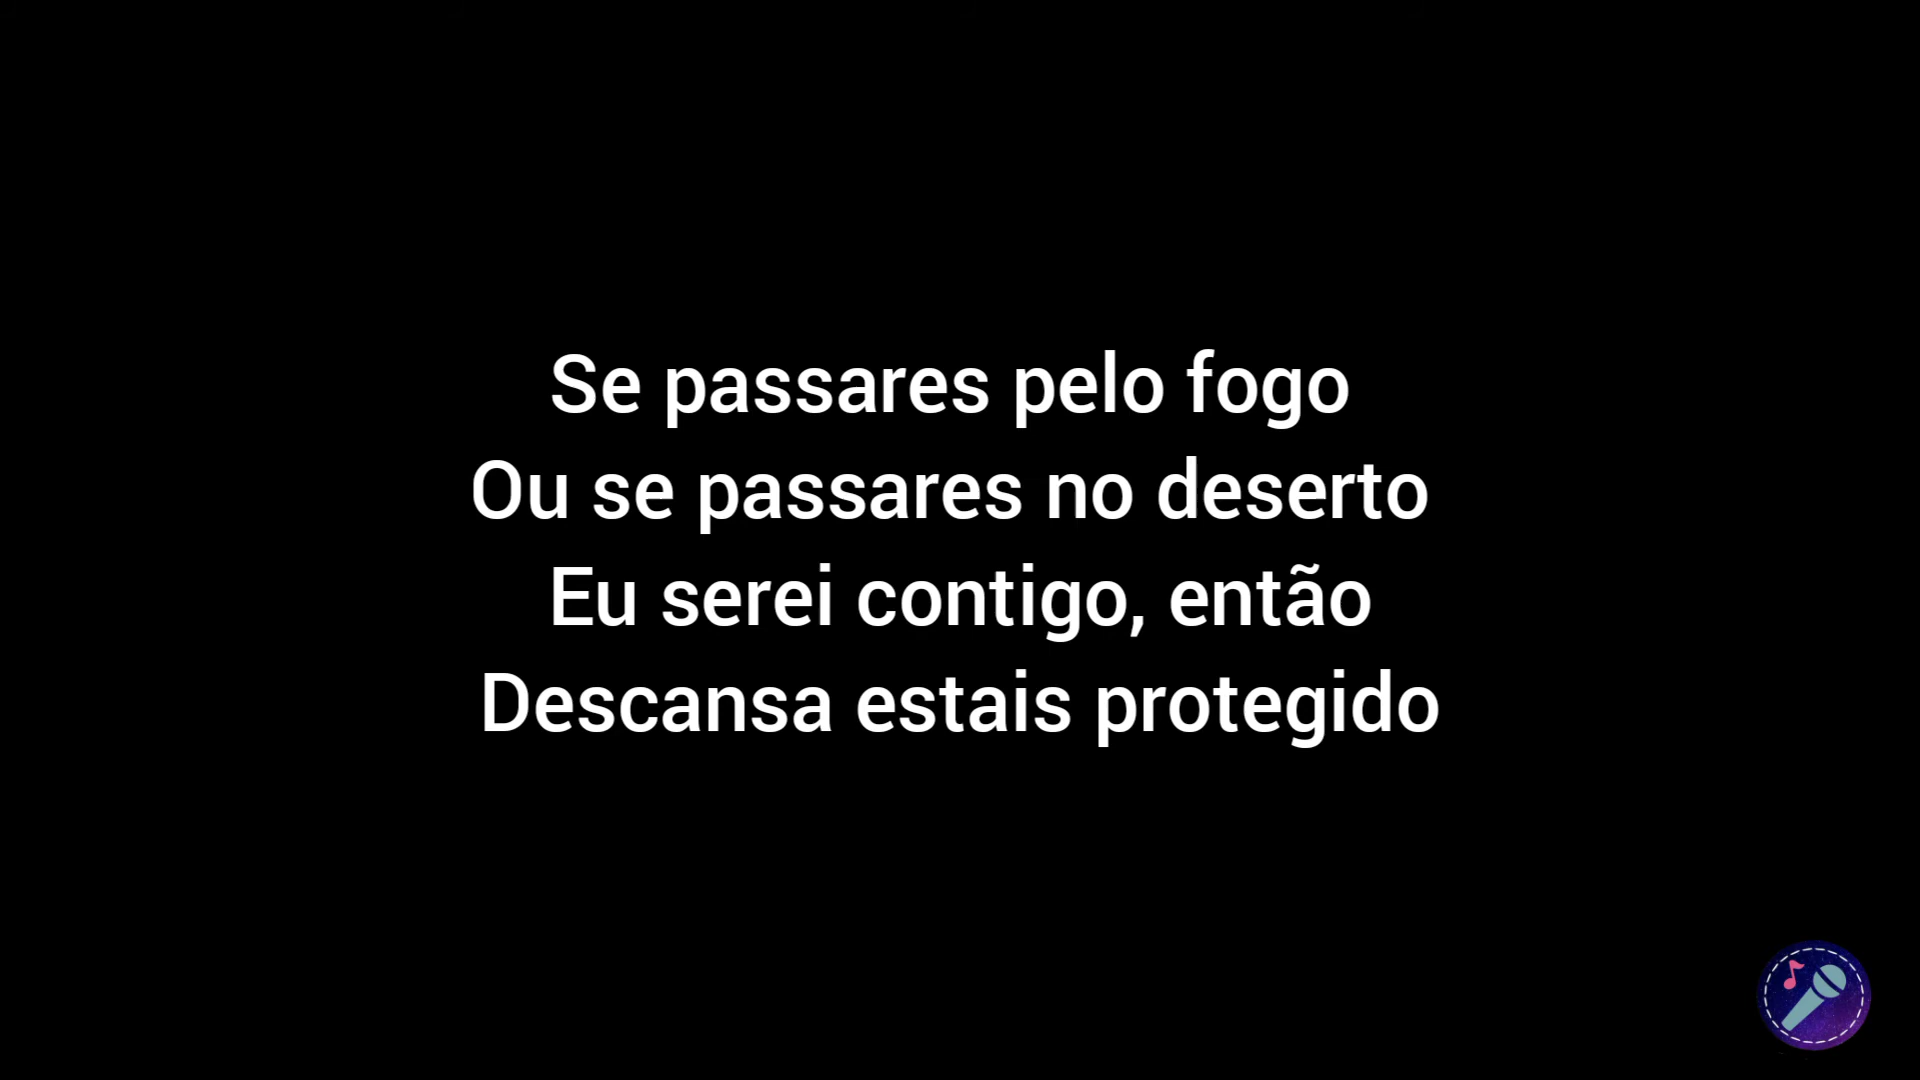 Se passares pelo fogo
Ou se passares no deserto
Eu serei contigo, então
Descansa estais protegido